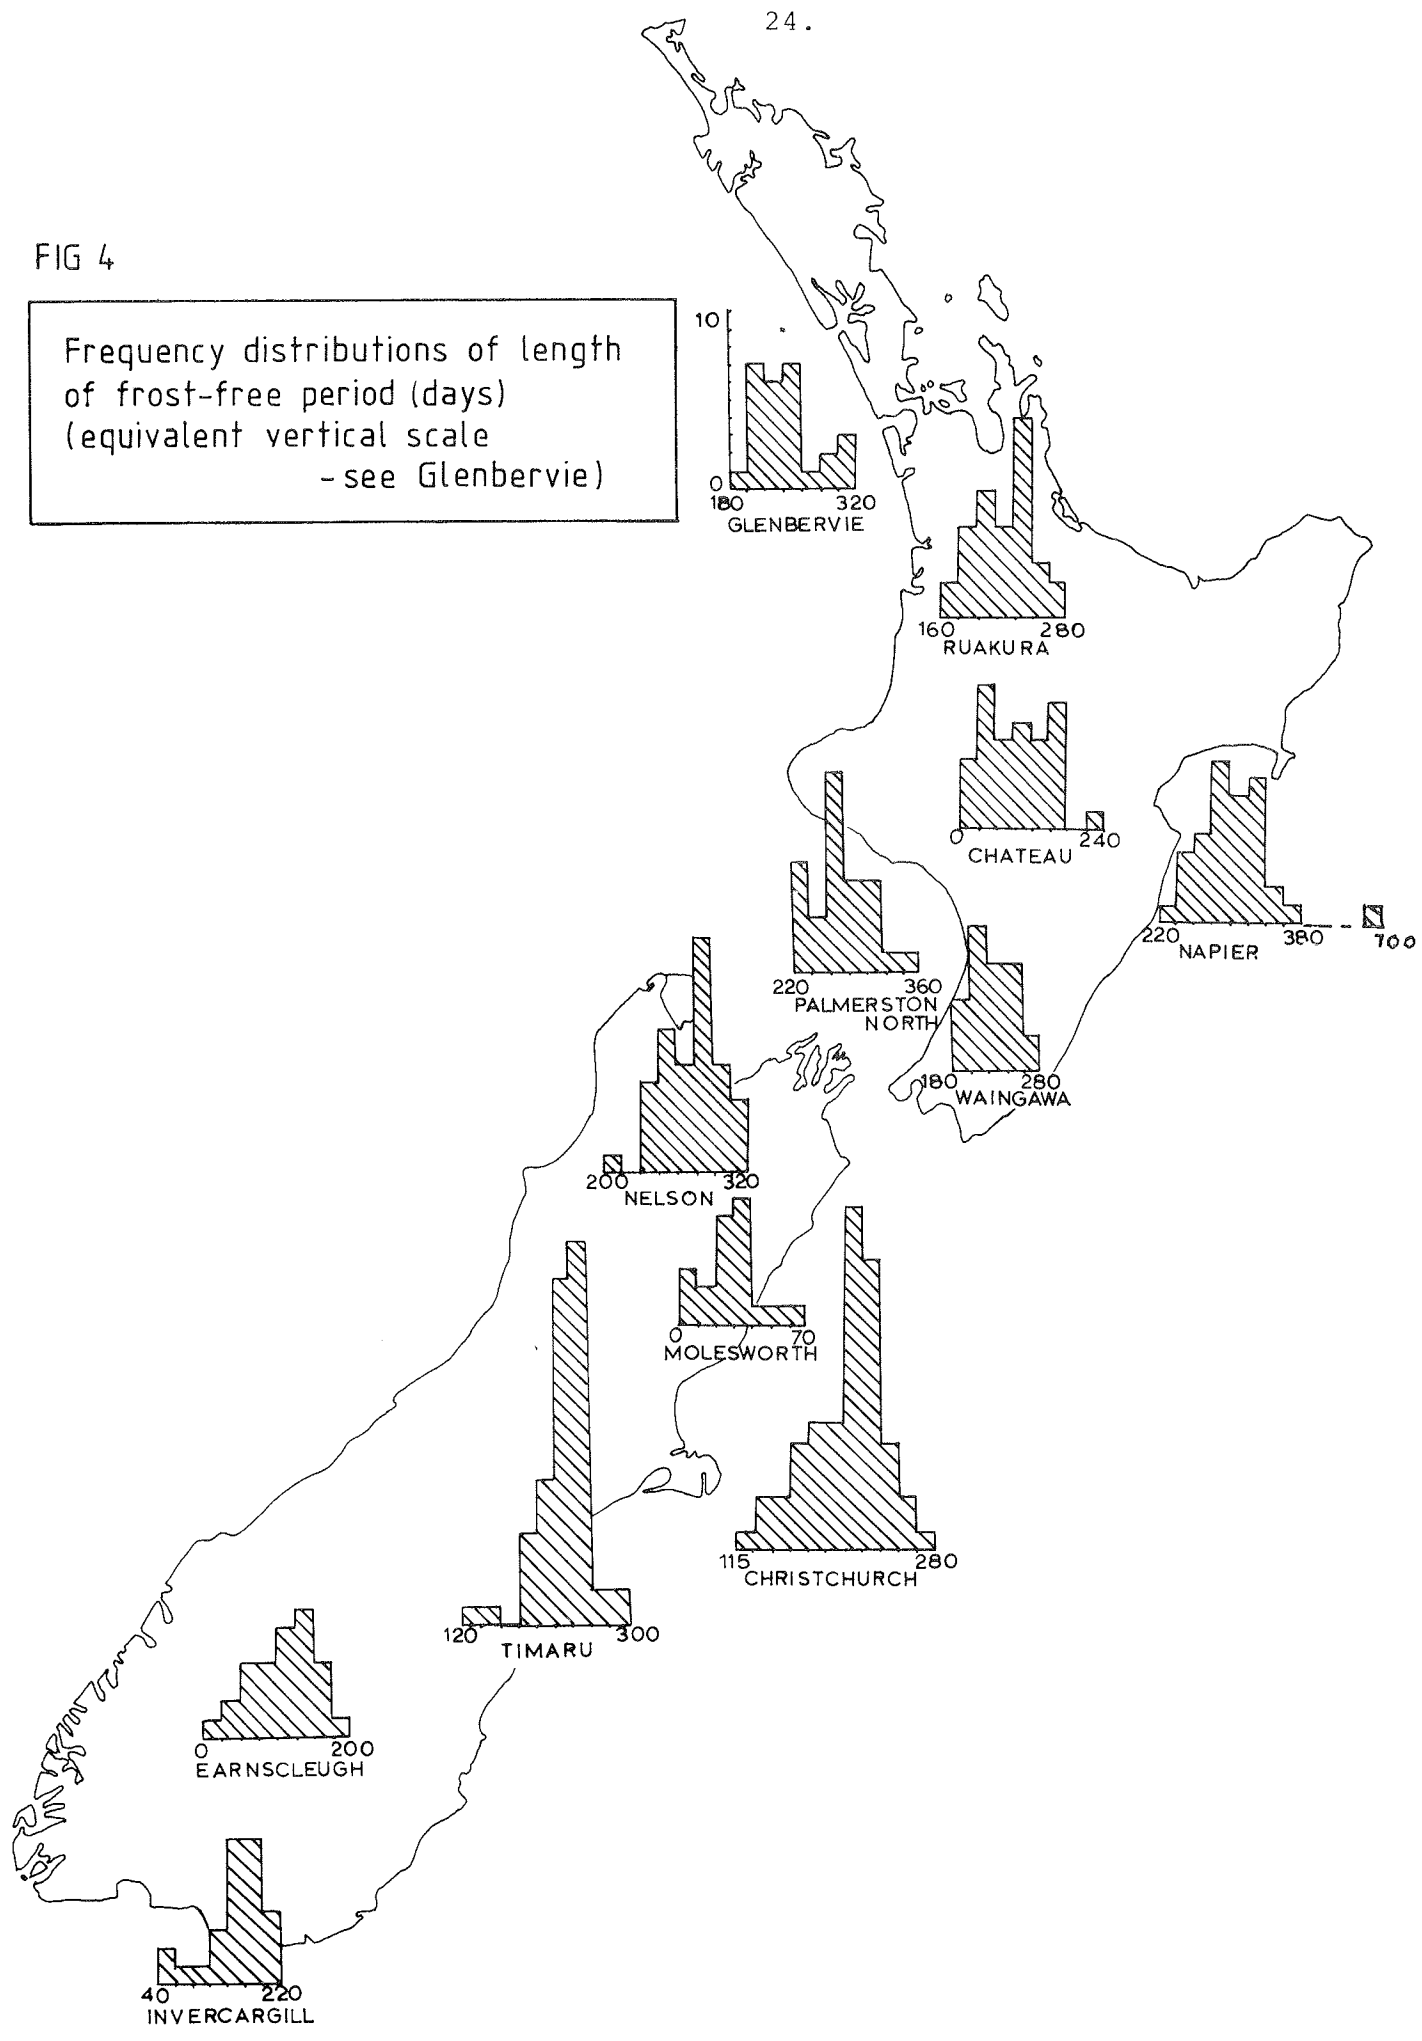 24.
FIG 4
Frequency distributions of length
of frost-free period (days)
(equivalent vertical scale
- see Glenbervie)
10
0
180 320
GLENBERVIE
160 280
RUAKURA
0 240
CHATEAU
220 380 700
NAPIER
220 360
PALMERSTON
NORTH
180 280
WAINGAWA
200 320
NELSON
0 70
MOLESWORTH
115 280
CHRISTCHURCH
120 300
TIMARU
0 200
EARNSCLEUGH
40 220
INVERCARGILL